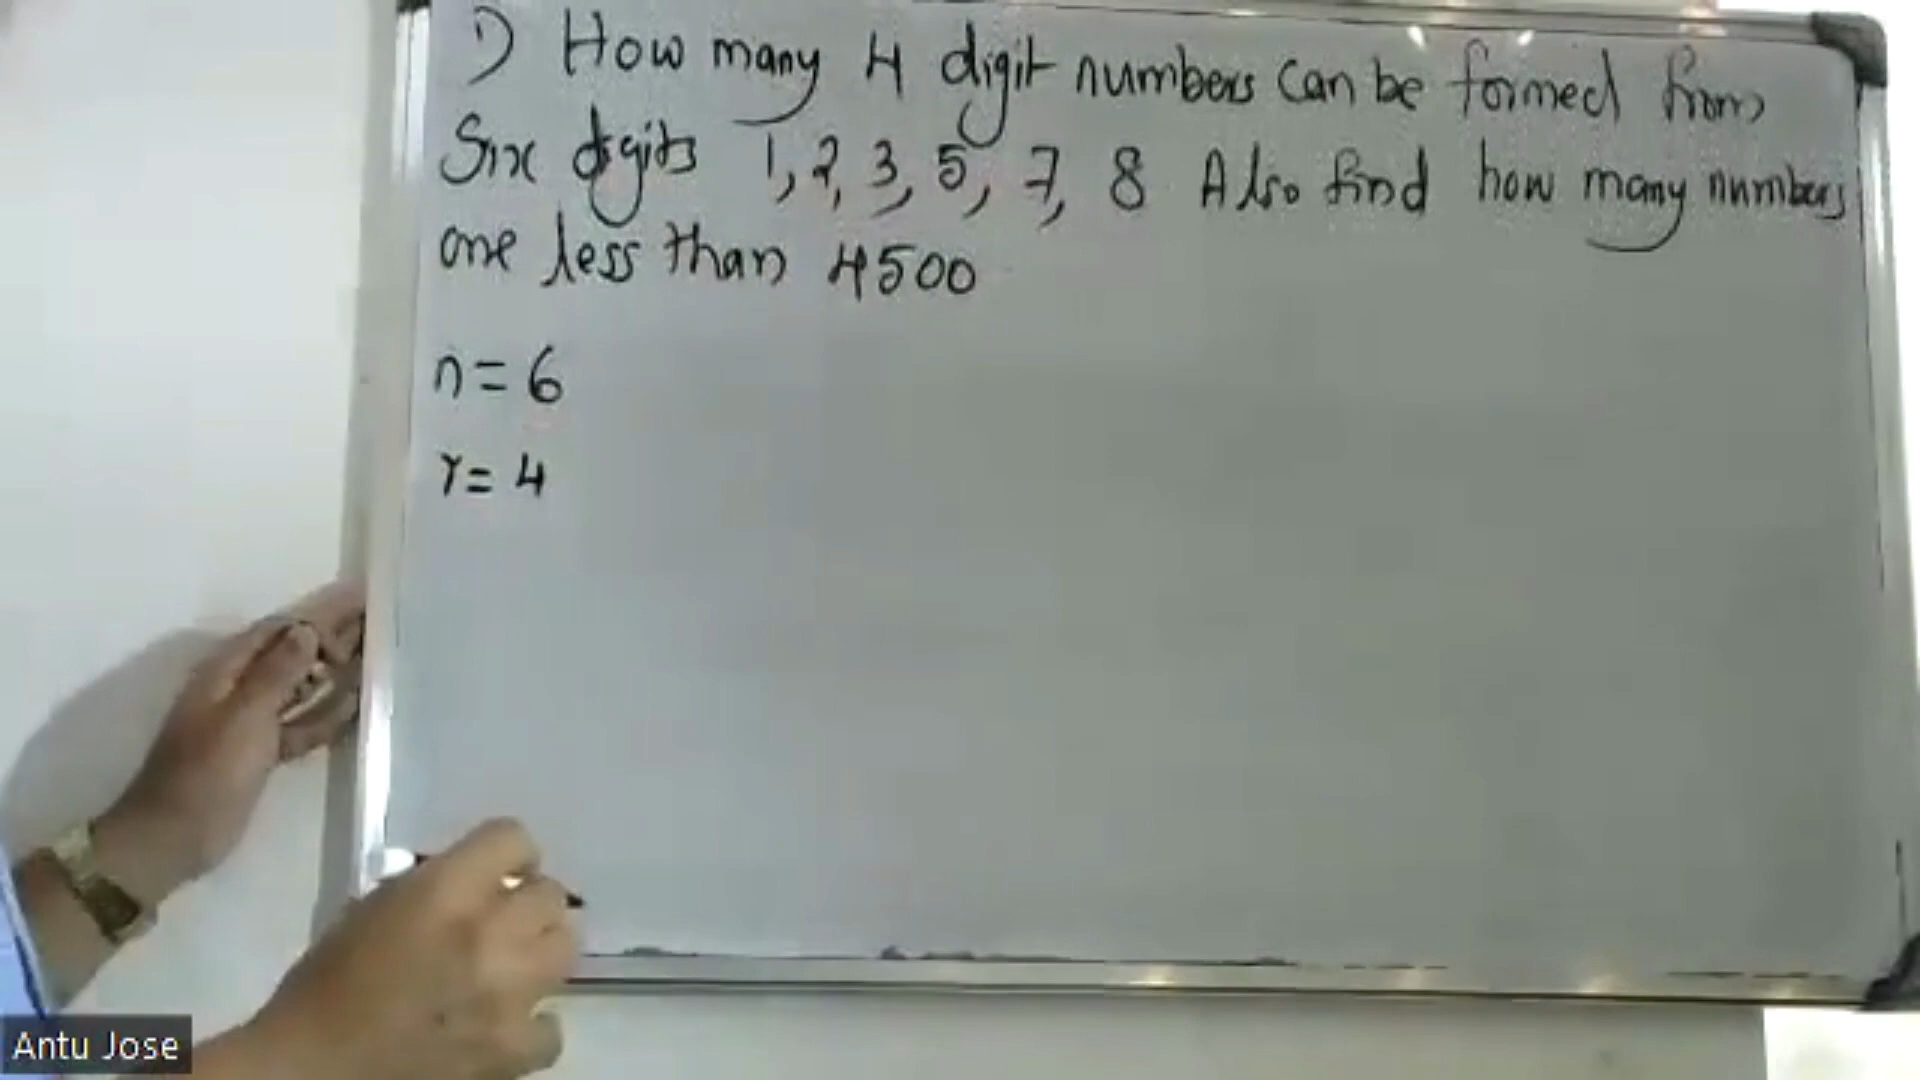 1) How many 4 digit numbers can be formed from
Six digits 1, 2, 3, 5, 7, 8 Also find how many numbers
are less than 4500
n = 6
r = 4
Antu Jose